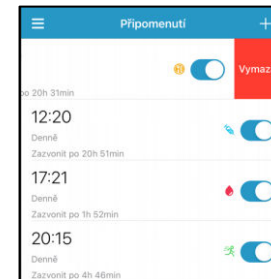 Připomenutí
Vymaz
po 20h 31min
12:20
Denně
Zazvonit po 20h 51min
17:21
Denně
Zazvonit po 1h 52min
20:15
Denně
Zazvonit po 4h 46min